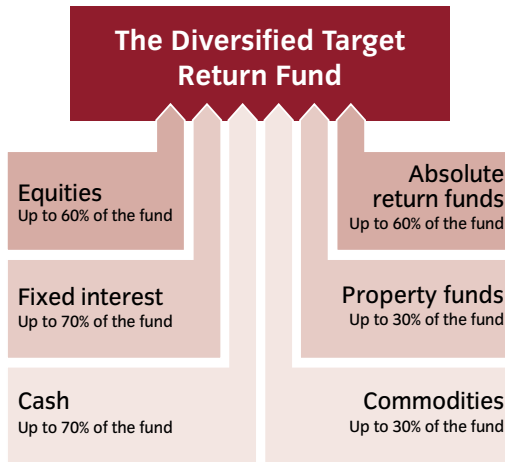 The Diversified Target
Return Fund
Equities
Up to 60% of the fund
Absolute
return funds
Up to 60% of the fund
Fixed interest
Up to 70% of the fund
Property funds
Up to 30% of the fund
Cash
Up to 70% of the fund
Commodities
Up to 30% of the fund